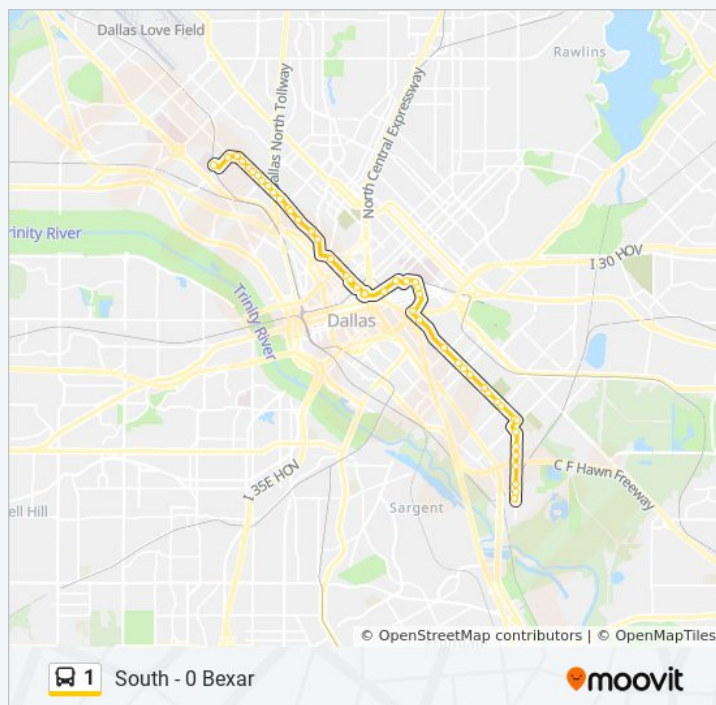 Dallas Love Field
Rawlins
Dallas North Tollway
North Central Expressway
rinity River
I 30 HOV
Trinity River
Dallas
C F Hawn Freeway
I 35E HOV
ell Hill
Sargent
© OpenStreetMap contributors | © OpenMapTiles
1 South - 0 Bexar
moovit